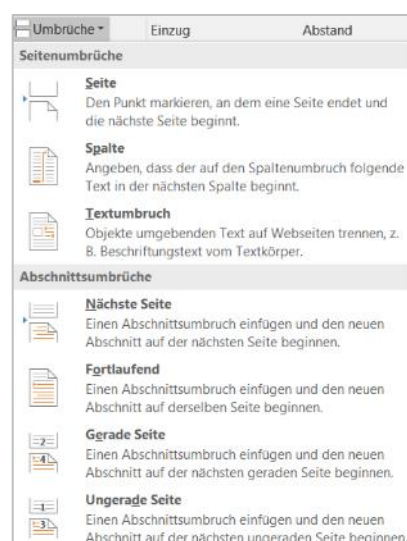 Umbrüche Einzug Abstand
Seitenumbrüche
Seite
Den Punkt markieren, an dem eine Seite endet und
die nächste Seite beginnt.
Spalte
Angeben, dass der auf den Spaltenumbruch folgende
Text in der nächsten Spalte beginnt.
Textumbruch
Objekte umgebenden Text auf Webseiten trennen, z.
B. Beschriftungstext vom Textkörper.
Abschnittsumbrüche
Nächste Seite
Einen Abschnittsumbruch einfügen und den neuen
Abschnitt auf der nächsten Seite beginnen.
Fortlaufend
Einen Abschnittsumbruch einfügen und den neuen
Abschnitt auf derselben Seite beginnen.
Gerade Seite
2
4
Einen Abschnittsumbruch einfügen und den neuen
Abschnitt auf der nächsten geraden Seite beginnen.
Ungerade Seite
1
3
Einen Abschnittsumbruch einfügen und den neuen
Abschnitt auf der nächsten ungeraden Seite beginnen.